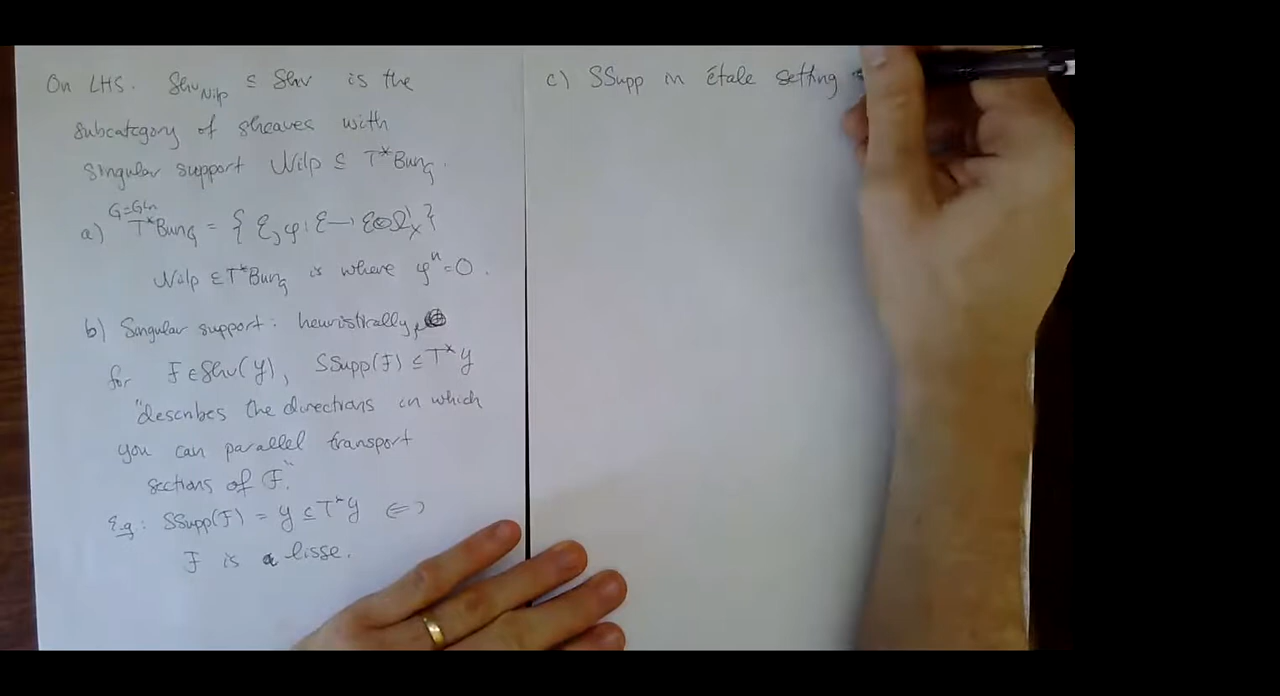 On LHS. Shv_Nilp ⊆ Shv is the
subcategory of sheaves with
singular support Nilp ⊆ T*Bun_G.
G=GLn
a) T*Bun_G = { E, φ: E → E⊗Ω¹_X }
Nilp ⊆ T*Bun_G is where φⁿ=0.
b) Singular support: heuristically,
for F ∈ Shv(Y), SSupp(F) ⊆ T*Y
"describes the directions in which
you can parallel transport
sections of F."
E.g.: SSupp(F) = Y ⊆ T*Y ⇔
F is a lisse.
c) SSupp in étale setting